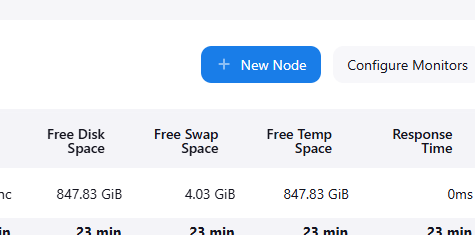 New Node Configure Monitors
Free Disk Space Free Swap Space Free Temp Space Response Time
847.83 GiB 4.03 GiB 847.83 GiB 0ms
23 min 23 min 23 min 23 min